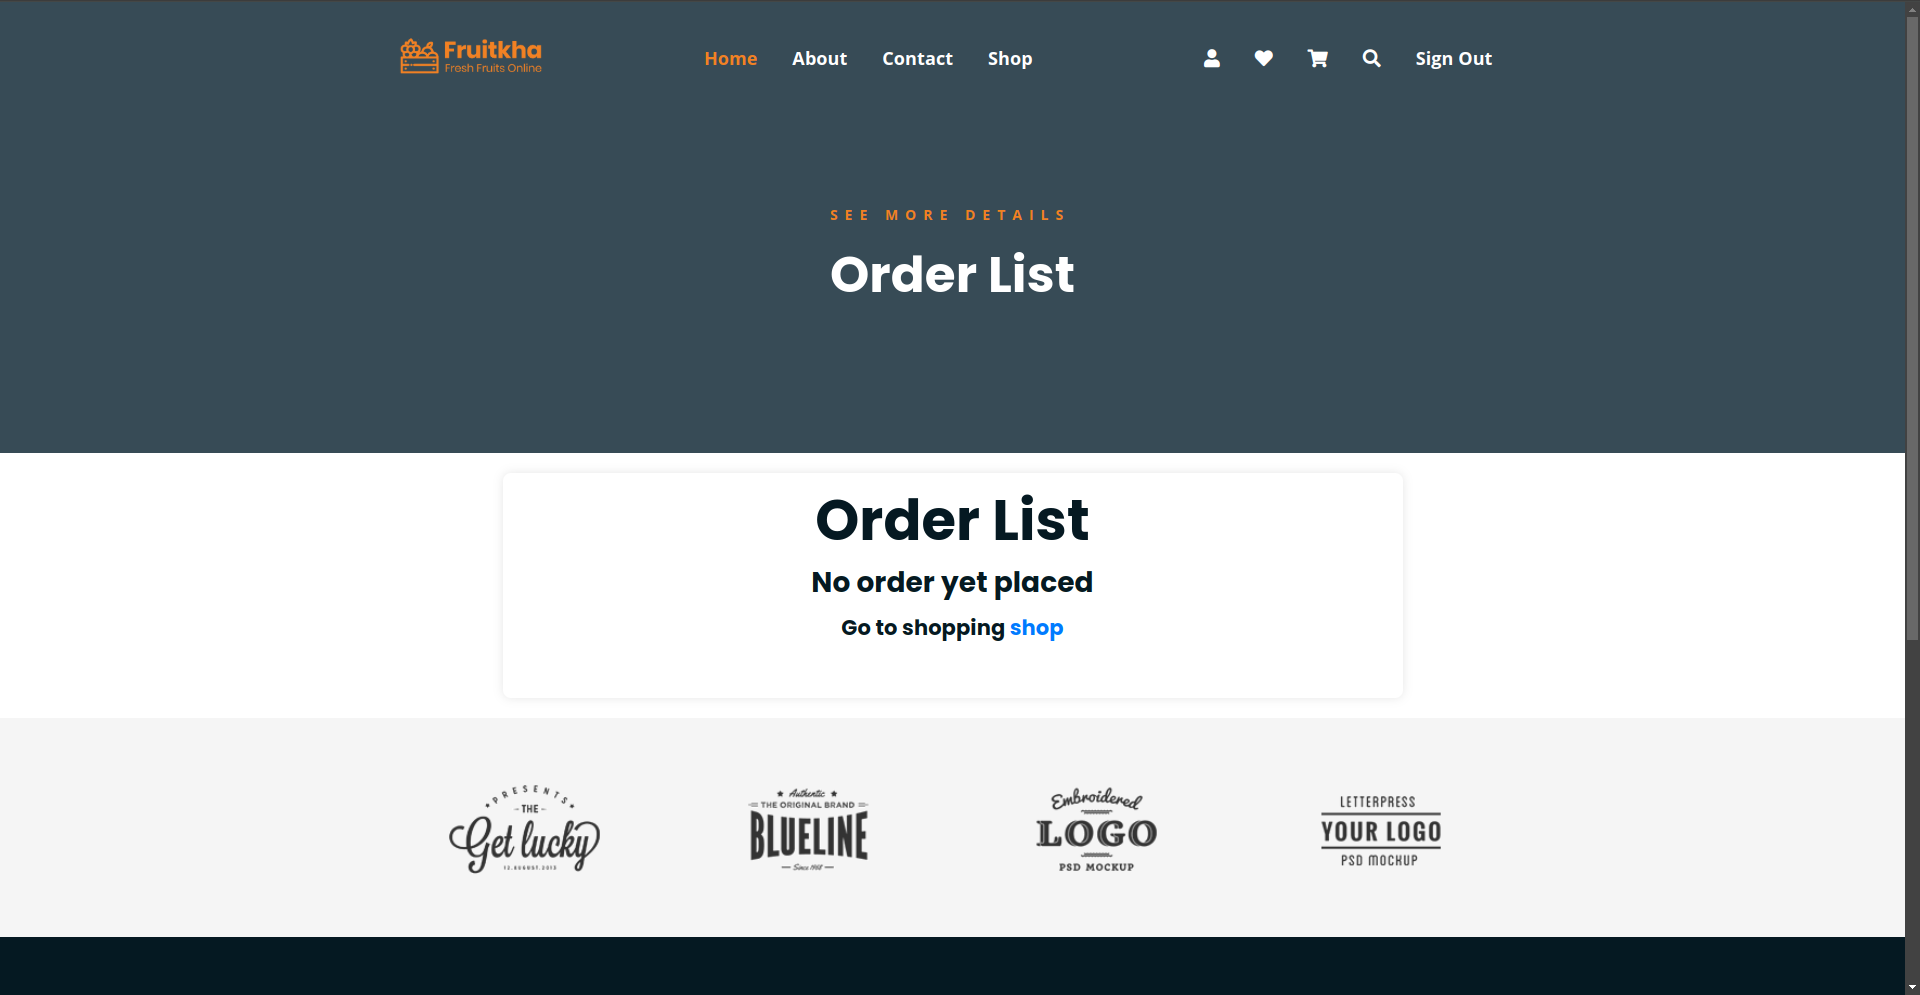 Fruitkha
Fresh Fruits Online
Home About Contact Shop Sign Out
SEE MORE DETAILS
Order List
Order List
No order yet placed
Go to shopping shop
PRESENTS
THE
Get lucky
12.AUGUST.2012
Authentic
THE ORIGINAL BRAND
BLUELINE
Since 1968
Embroidered
LOGO
PSD MOCKUP
LETTERPRESS
YOUR LOGO
PSD MOCKUP